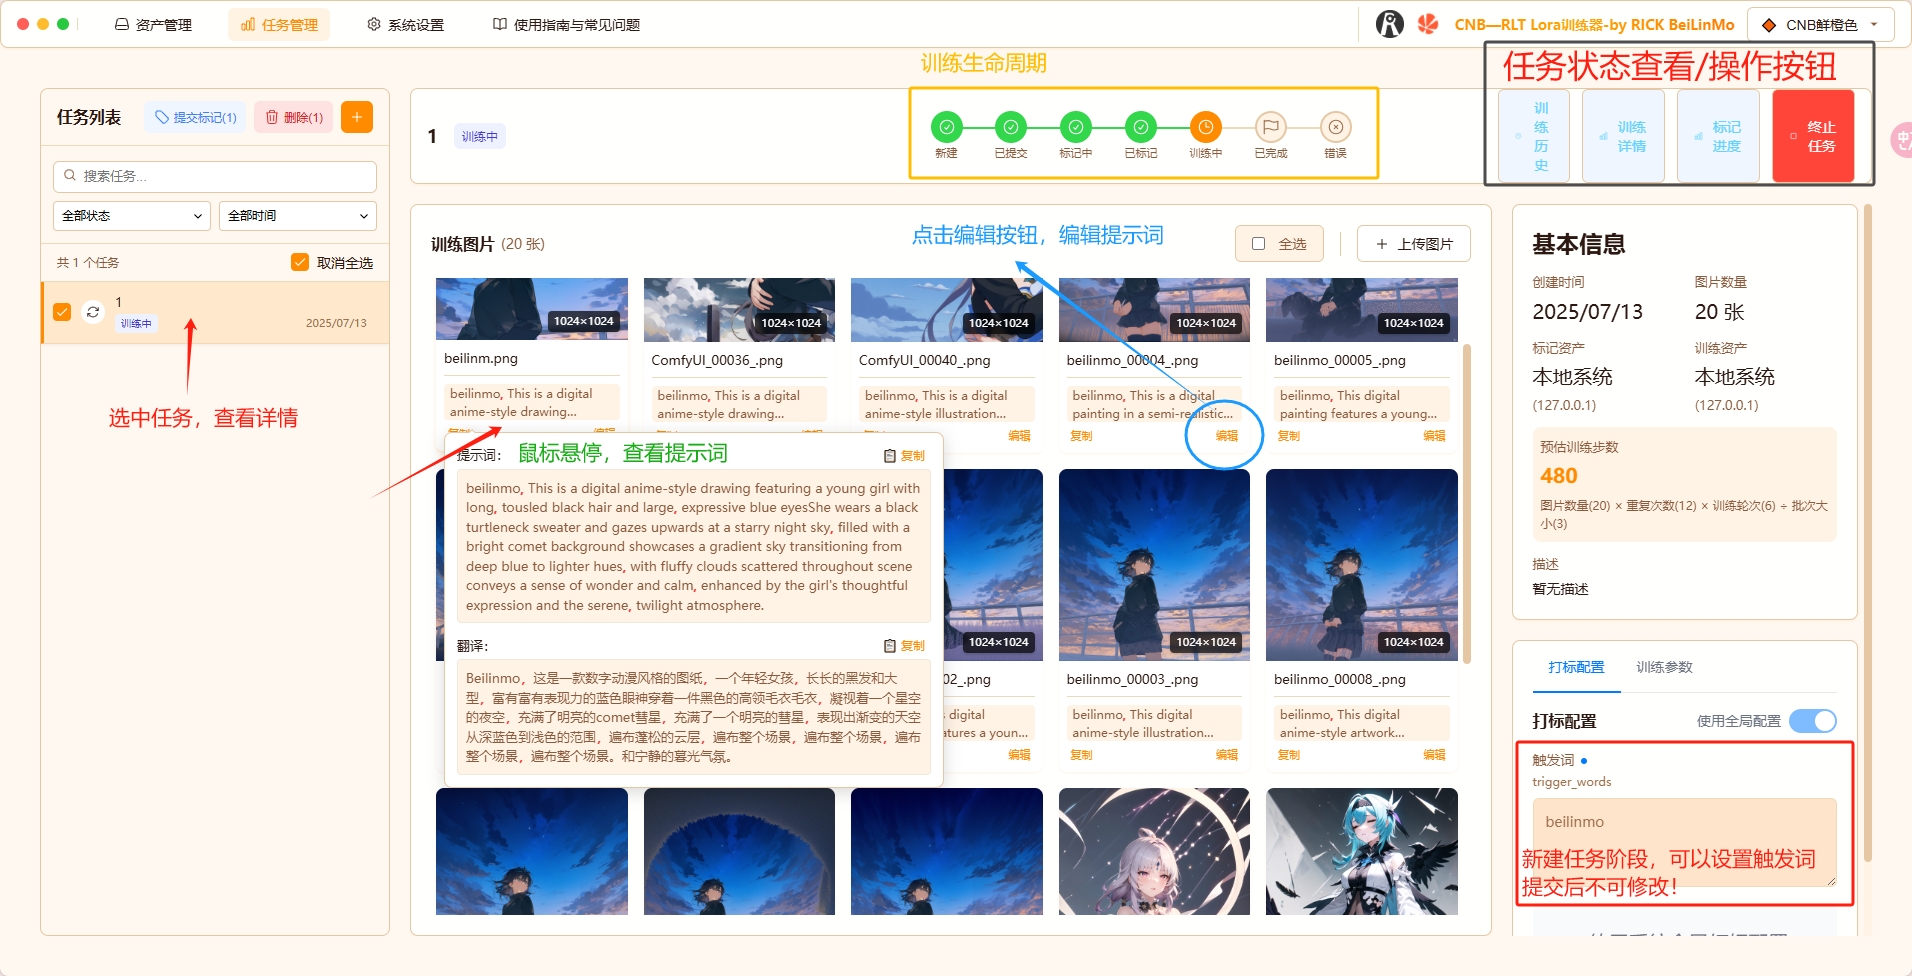 资产管理
任务管理
系统设置
使用指南与常见问题
CNB—RLT Lora训练器-by RICK BeiLinMo
CNB鲜橙色
训练生命周期
任务状态查看/操作按钮
任务列表
提交标记(1)
删除(1)
搜索任务...
全部状态
全部时间
共 1 个任务
取消全选
1
训练中
2025/07/13
选中任务，查看详情
1
训练中
新建
已提交
标记中
已标记
训练中
已完成
错误
训练历史
训练详情
标记进度
终止任务
训练图片 (20 张)
点击编辑按钮，编辑提示词
全选
上传图片
1024×1024
1024×1024
1024×1024
1024×1024
1024×1024
beilinm.png
ComfyUI_00036_.png
ComfyUI_00040_.png
beilinmo_00004_.png
beilinmo_00005_.png
beilinmo, This is a digital
anime-style drawing...
beilinmo, This is a digital
anime-style drawing...
beilinmo, This is a digital
anime-style illustration...
beilinmo, This is a digital
painting in a semi-realistic...
beilinmo, This is a digital
painting features a young...
编辑
复制
编辑
复制
编辑
提示词:
鼠标悬停，查看提示词
复制
beilinmo, This is a digital anime-style drawing featuring a young girl with
long, tousled black hair and large, expressive blue eyesShe wears a black
turtleneck sweater and gazes upwards at a starry night sky, filled with a
bright comet background showcases a gradient sky transitioning from
deep blue to lighter hues, with fluffy clouds scattered throughout scene
conveys a sense of wonder and calm, enhanced by the girl's thoughtful
expression and the serene, twilight atmosphere.
翻译:
复制
Beilinmo，这是一款数字动漫风格的图纸，一个年轻女孩，长长的黑发和大
型，富有富有表现力的蓝色眼神穿着一件黑色的高领毛衣毛衣，凝视着一个星空
的夜空，充满了明亮的comet彗星，充满了一个明亮的彗星，表现出渐变的天空
从深蓝色到浅色的范围，遍布蓬松的云层，遍布整个场景，遍布整个场景，遍布
整个场景，遍布整个场景。和宁静的暮光气氛。
1024×1024
1024×1024
1024×1024
02_.png
beilinmo_00003_.png
beilinmo_00008_.png
digital
atures a youn...
beilinmo, This is a digital
anime-style illustration...
beilinmo, This is a digital
anime-style artwork...
编辑
复制
编辑
复制
编辑
基本信息
创建时间
图片数量
2025/07/13
20 张
标记资产
训练资产
本地系统
本地系统
(127.0.0.1)
(127.0.0.1)
预估训练步数
480
图片数量(20) × 重复次数(12) × 训练轮次(6) ÷ 批次大
小(3)
描述
暂无描述
打标配置
训练参数
打标配置
使用全局配置
触发词
trigger_words
beilinmo
新建任务阶段，可以设置触发词
提交后不可修改！